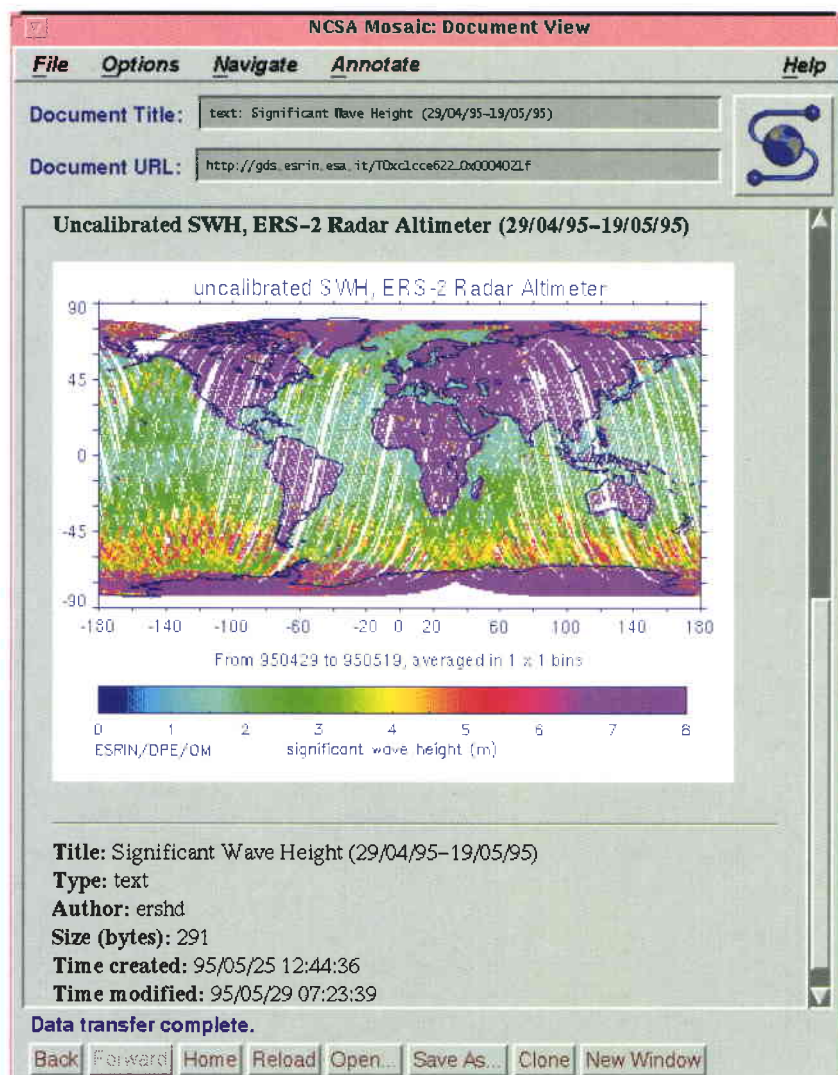 NCSA Mosaic: Document View
File Options Navigate Annotate Help
Document Title: text: Significant Wave Height (29/04/95-19/05/95)
Document URL: http://gds.esrin.esa.it/T0xc1cce622_0x0004021f
Uncalibrated SWH, ERS-2 Radar Altimeter (29/04/95-19/05/95)
uncalibrated SWH, ERS-2 Radar Altimeter
90
45
0
-45
-90
-180 -140 -100 -60 -20 0 20 60 100 140 180
From 950429 to 950519, averaged in 1 x 1 bins
0 1 2 3 4 5 6 7 8
ESRIN/DPE/OM significant wave height (m)
Title: Significant Wave Height (29/04/95-19/05/95)
Type: text
Author: ershd
Size (bytes): 291
Time created: 95/05/25 12:44:36
Time modified: 95/05/29 07:23:39
Data transfer complete.
Back Forward Home Reload Open... Save As... Clone New Window